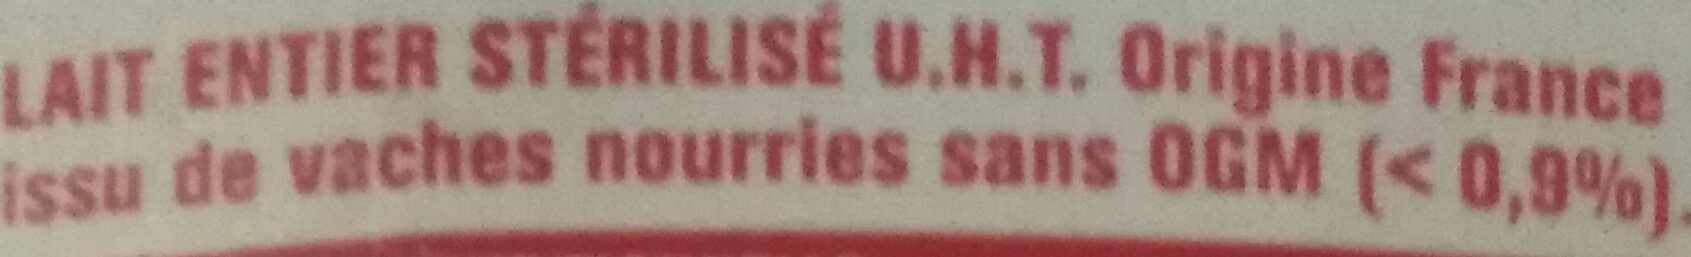 LAIT ENTIER STÉRILISÉ U.H.T. Origine France
issu de vaches nourries sans OGM (< 0,9%).